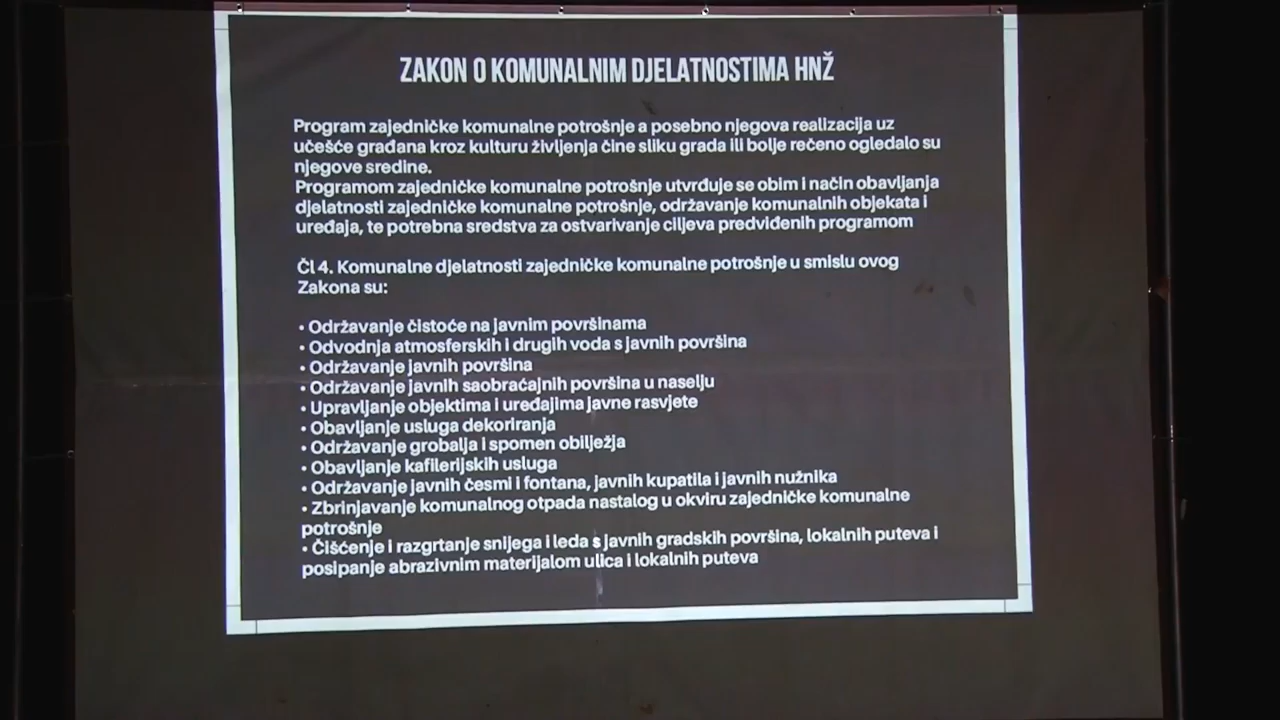 ZAKON O KOMUNALNIM DJELATNOSTIMA HNŽ
Program zajedničke komunalne potrošnje a posebno njegova realizacija uz
učešće građana kroz kulturu življenja čine sliku grada ili bolje rečeno ogledalo su
njegove sredine.
Programom zajedničke komunalne potrošnje utvrđuje se obim i način obavljanja
djelatnosti zajedničke komunalne potrošnje, održavanje komunalnih objekata i
uređaja, te potrebna sredstva za ostvarivanje ciljeva predviđenih programom
Čl 4. Komunalne djelatnosti zajedničke komunalne potrošnje u smislu ovog
Zakona su:
• Održavanje čistoće na javnim površinama
• Odvodnja atmosferskih i drugih voda s javnih površina
• Održavanje javnih površina
• Održavanje javnih saobraćajnih površina u naselju
• Upravljanje objektima i uređajima javne rasvjete
• Obavljanje usluga dekoriranja
• Održavanje grobalja i spomen obilježja
• Obavljanje kafilerijskih usluga
• Održavanje javnih česmi i fontana, javnih kupatila i javnih nužnika
• Zbrinjavanje komunalnog otpada nastalog u okviru zajedničke komunalne
potrošnje
• Čišćenje i razgrtanje snijega i leda s javnih gradskih površina, lokalnih puteva i
posipanje abrazivnim materijalom ulica i lokalnih puteva